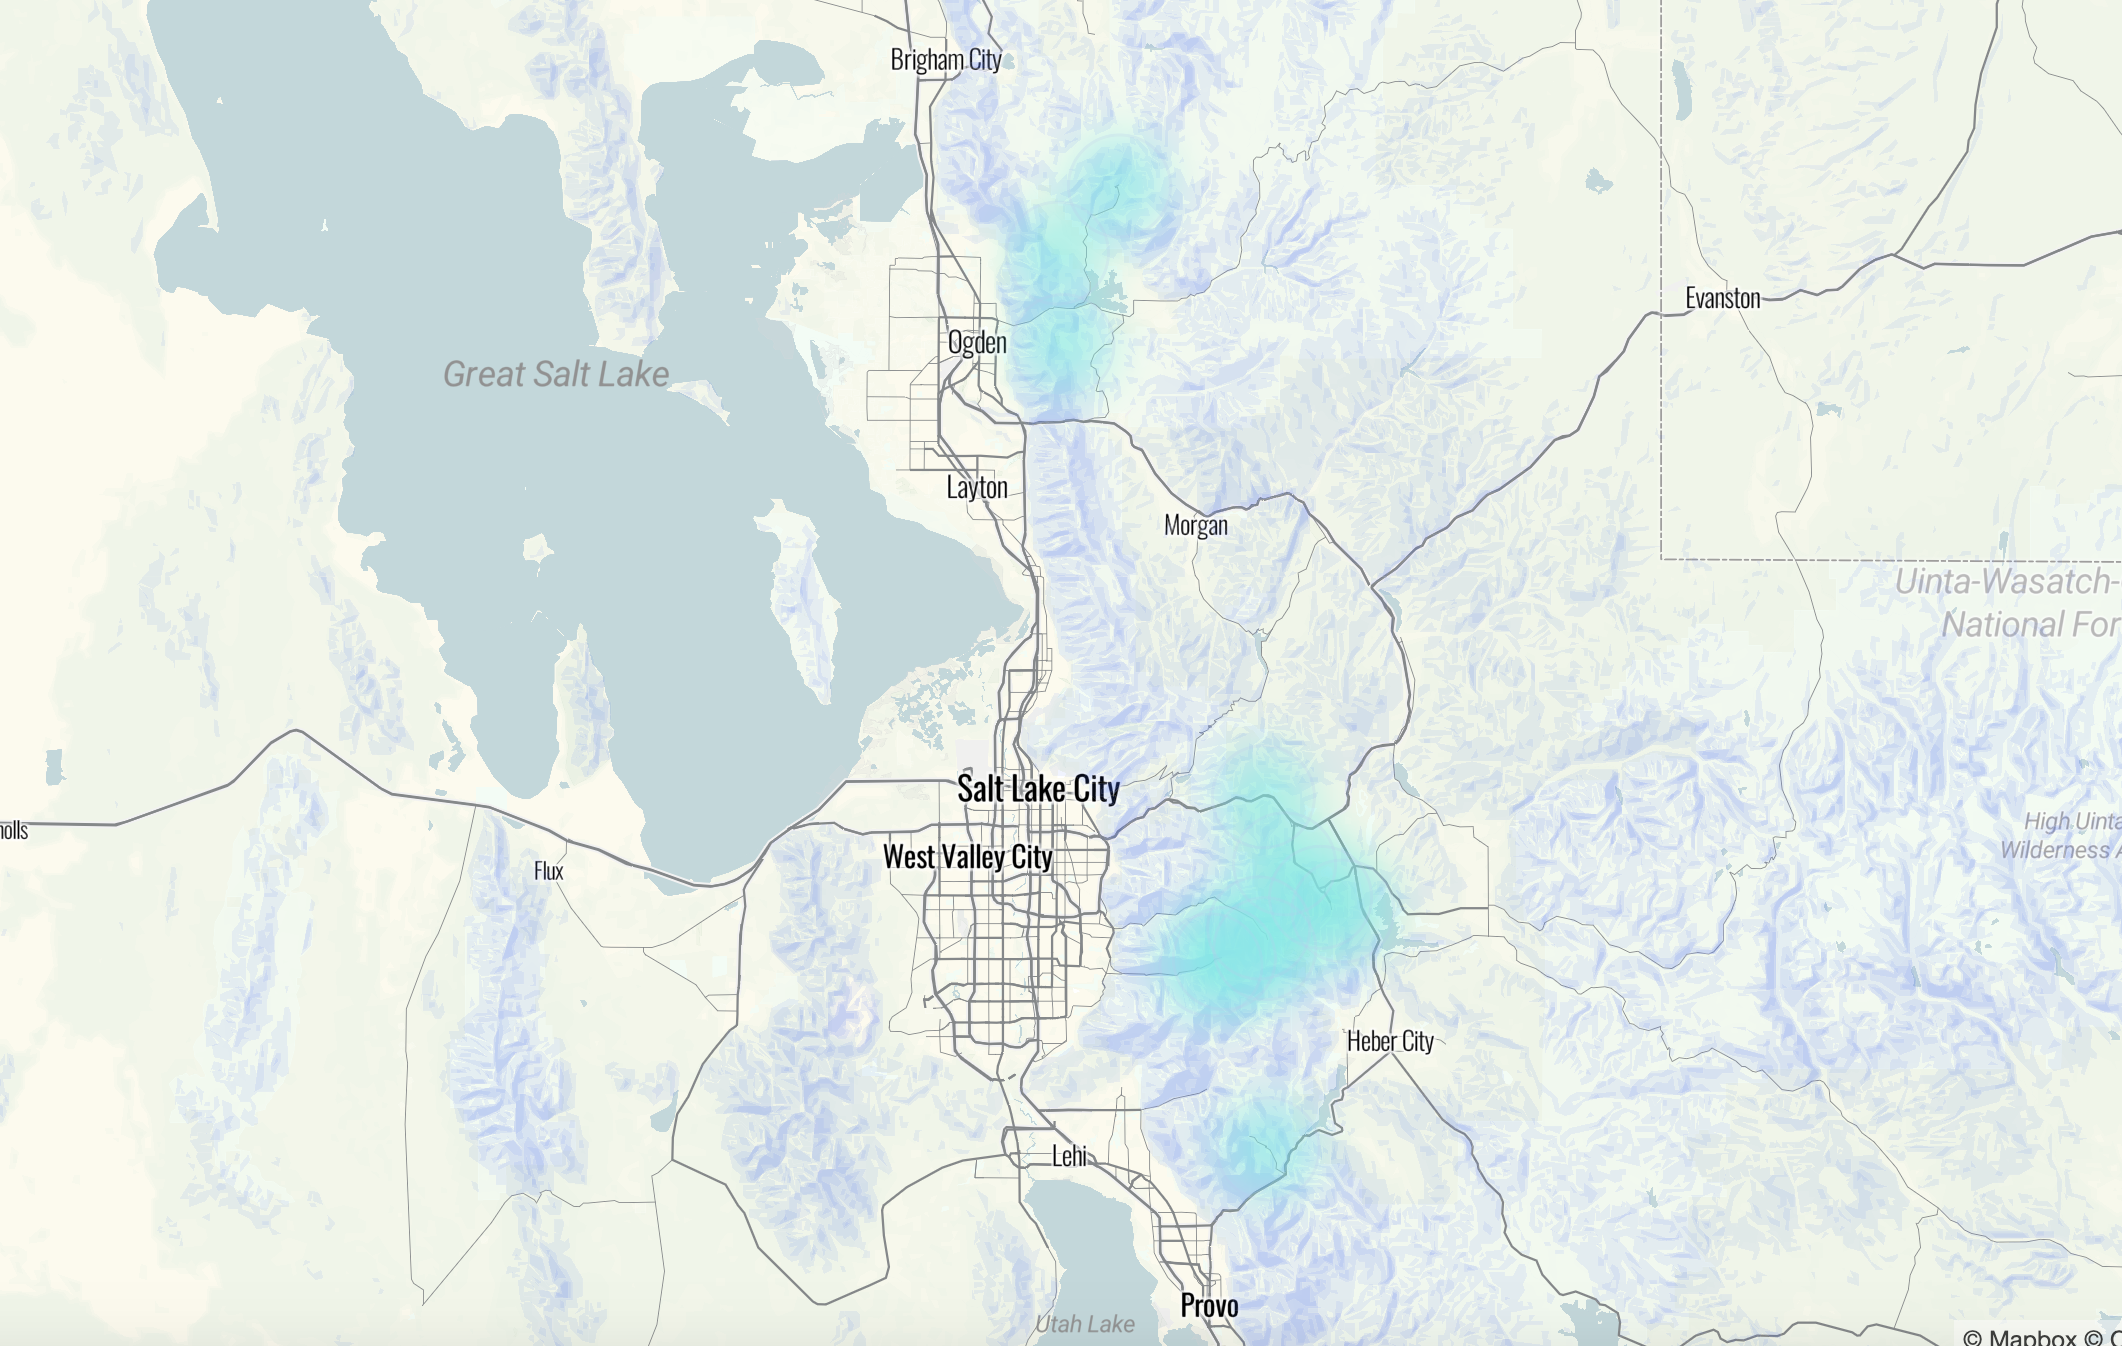 Brigham City
Evanston
Ogden
Great Salt Lake
Layton
Morgan
Uinta-Wasatch-
National For
Salt Lake City
High Uinta
Wilderness A
nolls
West Valley City
Flux
Heber City
Lehi
Provo
Utah Lake
© Mapbox ©